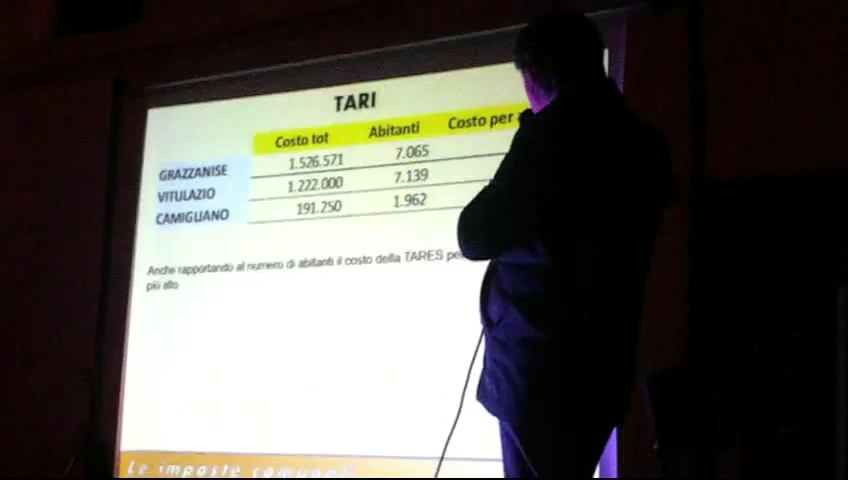 TARI
Costo tot Abitanti Costo per
GRAZZANISE 1.526.571 7.065
VITULAZIO 1.222.000 7.139
CAMIGLIANO 191.250 1.962
Anche rapportando al numero di abitanti il costo della TARES
più alto
Le imposte comunali